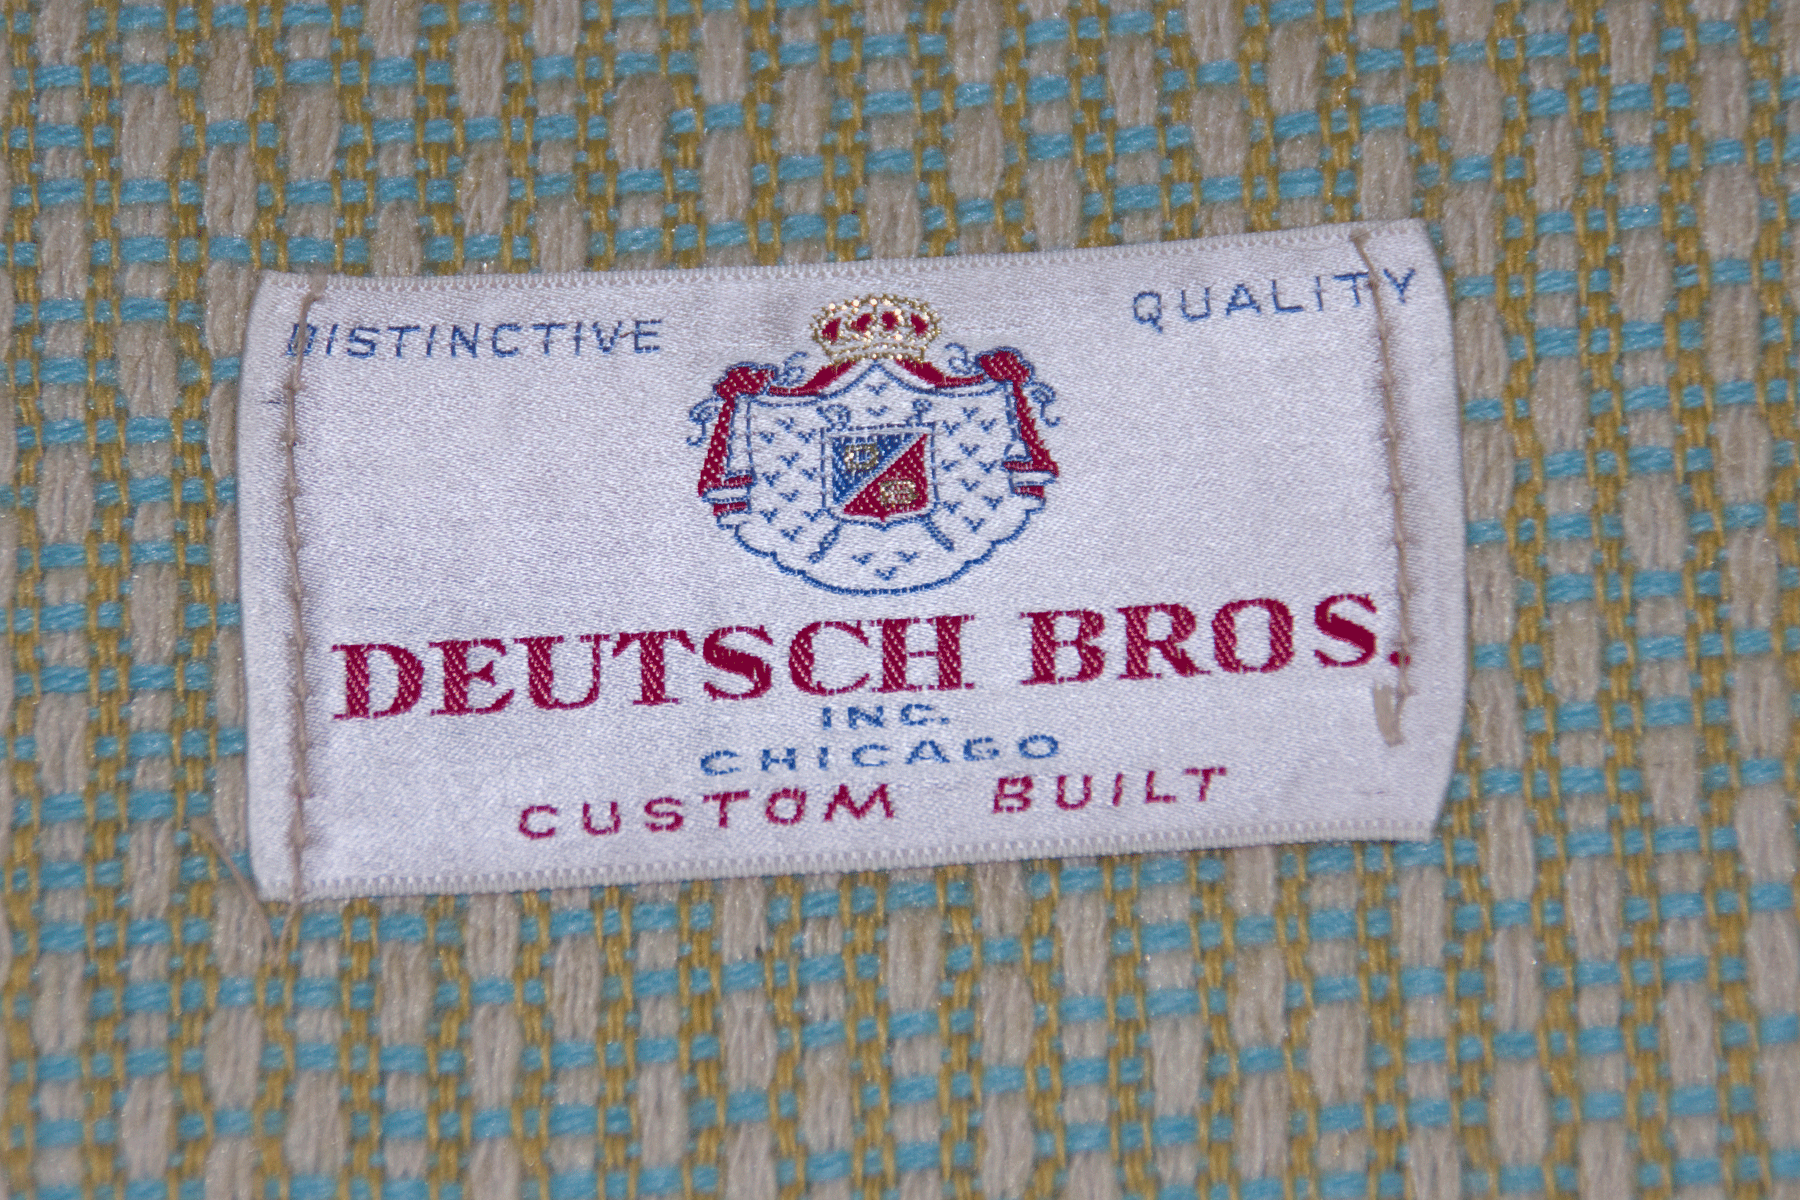 DISTINCTIVE QUALITY
D
B
DEUTSCH BROS.
INC.
CHICAGO
CUSTOM BUILT